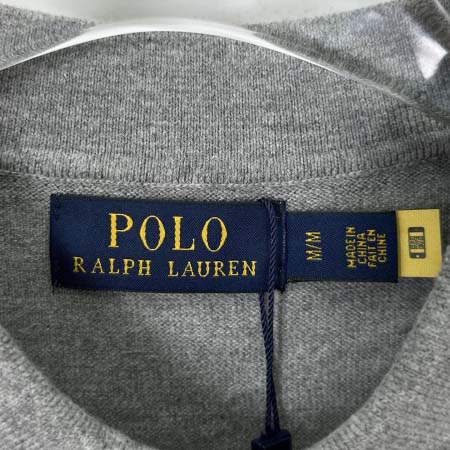 POLO
RALPH LAUREN
M/M
MADE IN
CHINA
FAIT EN
CHINE